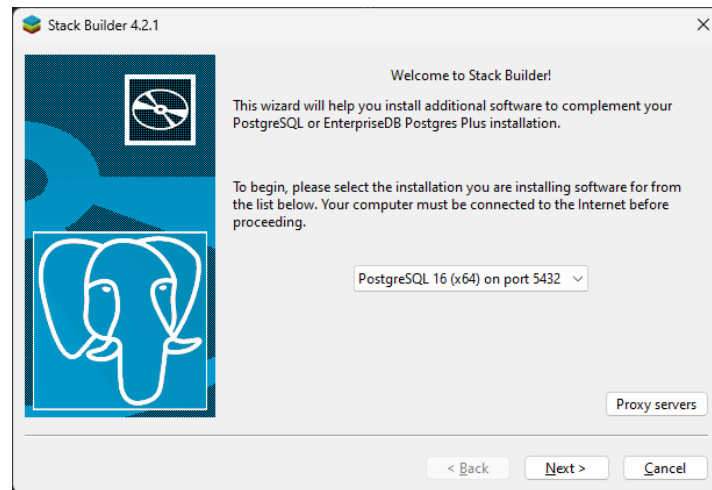 Stack Builder 4.2.1
Welcome to Stack Builder!
This wizard will help you install additional software to complement your
PostgreSQL or EnterpriseDB Postgres Plus installation.
To begin, please select the installation you are installing software for from
the list below. Your computer must be connected to the Internet before
proceeding.
PostgreSQL 16 (x64) on port 5432
Proxy servers
< Back
Next >
Cancel